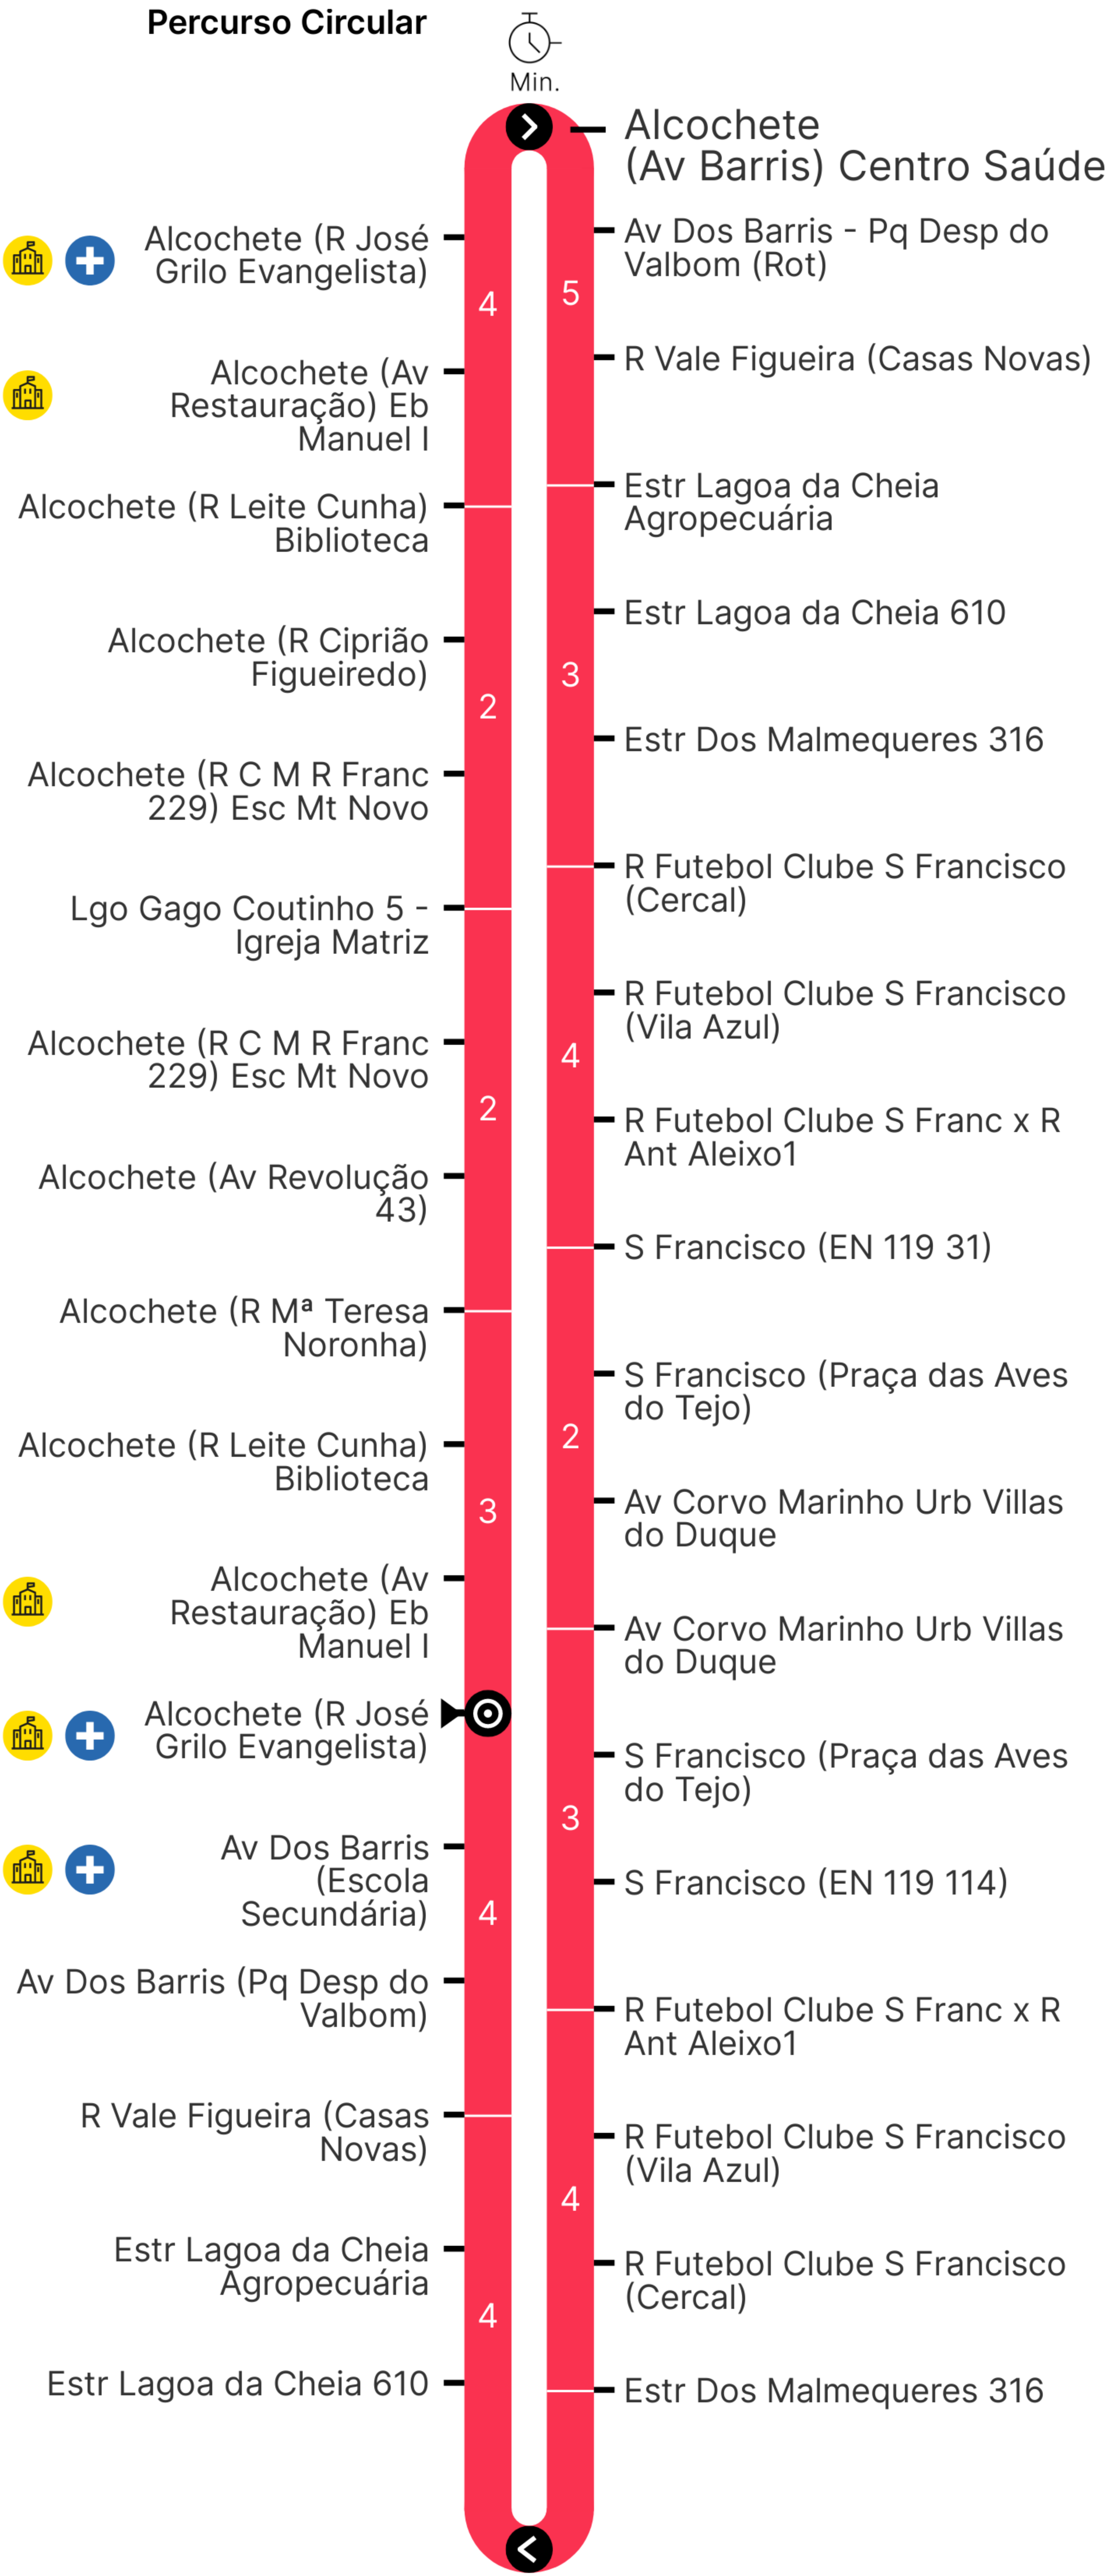 Percurso Circular
Min.
Alcochete
(Av Barris) Centro Saúde
Av Dos Barris - Pq Desp do
Valbom (Rot)
5
R Vale Figueira (Casas Novas)
Estr Lagoa da Cheia
Agropecuária
Estr Lagoa da Cheia 610
3
Estr Dos Malmequeres 316
R Futebol Clube S Francisco
(Cercal)
R Futebol Clube S Francisco
(Vila Azul)
4
R Futebol Clube S Franc x R
Ant Aleixo1
S Francisco (EN 119 31)
S Francisco (Praça das Aves
do Tejo)
2
Av Corvo Marinho Urb Villas
do Duque
Av Corvo Marinho Urb Villas
do Duque
S Francisco (Praça das Aves
do Tejo)
3
S Francisco (EN 119 114)
R Futebol Clube S Franc x R
Ant Aleixo1
R Futebol Clube S Francisco
(Vila Azul)
4
R Futebol Clube S Francisco
(Cercal)
Estr Dos Malmequeres 316
Alcochete (R José
Grilo Evangelista)
4
Alcochete (Av
Restauração) Eb
Manuel I
Alcochete (R Leite Cunha)
Biblioteca
Alcochete (R Ciprião
Figueiredo)
2
Alcochete (R C M R Franc
229) Esc Mt Novo
Lgo Gago Coutinho 5 -
Igreja Matriz
Alcochete (R C M R Franc
229) Esc Mt Novo
2
Alcochete (Av Revolução
43)
Alcochete (R Mª Teresa
Noronha)
Alcochete (R Leite Cunha)
Biblioteca
3
Alcochete (Av
Restauração) Eb
Manuel I
Alcochete (R José
Grilo Evangelista)
Av Dos Barris
(Escola
Secundária)
4
Av Dos Barris (Pq Desp do
Valbom)
R Vale Figueira (Casas
Novas)
Estr Lagoa da Cheia
Agropecuária
4
Estr Lagoa da Cheia 610